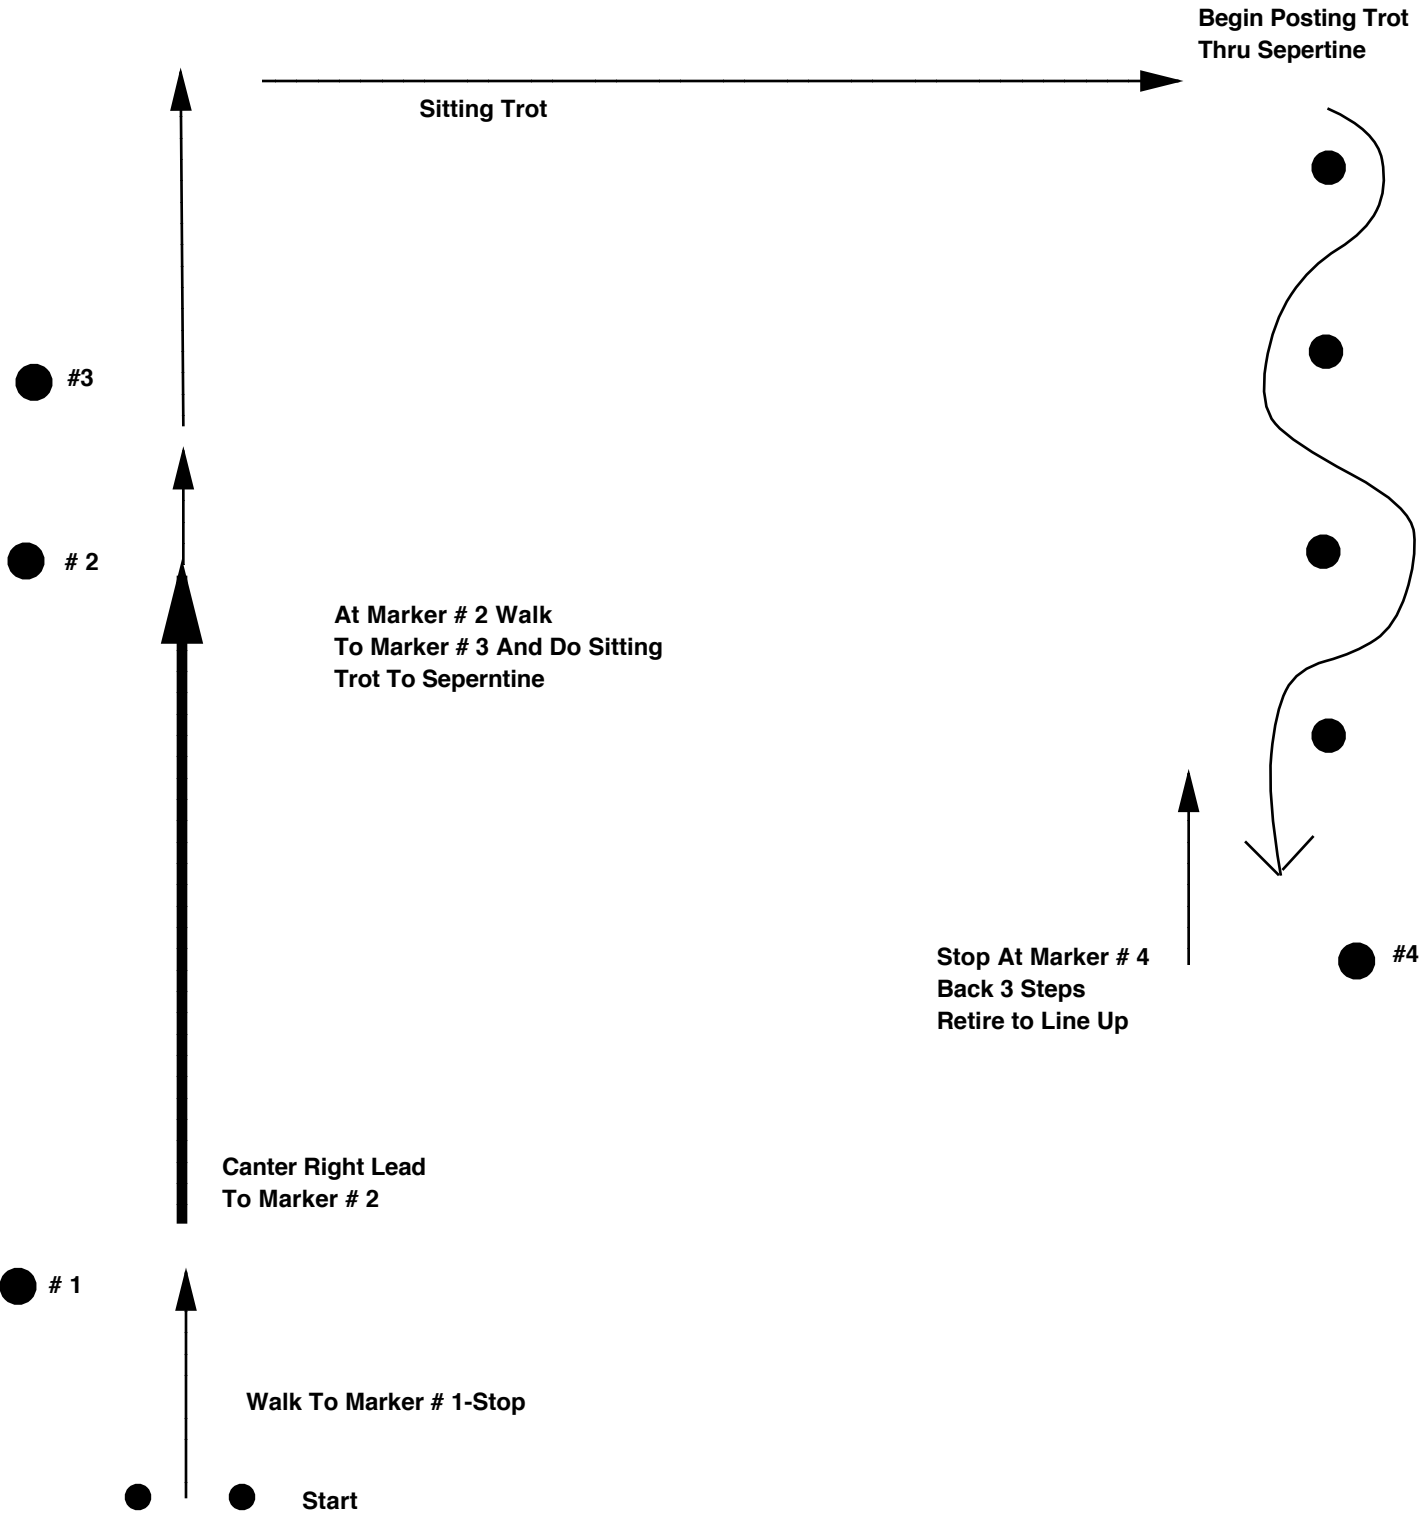 Begin Posting Trot
Thru Sepertine
Sitting Trot
#3
# 2
At Marker # 2 Walk
To Marker # 3 And Do Sitting
Trot To Seperntine
Stop At Marker # 4
Back 3 Steps
Retire to Line Up
#4
Canter Right Lead
To Marker # 2
# 1
Walk To Marker # 1-Stop
Start